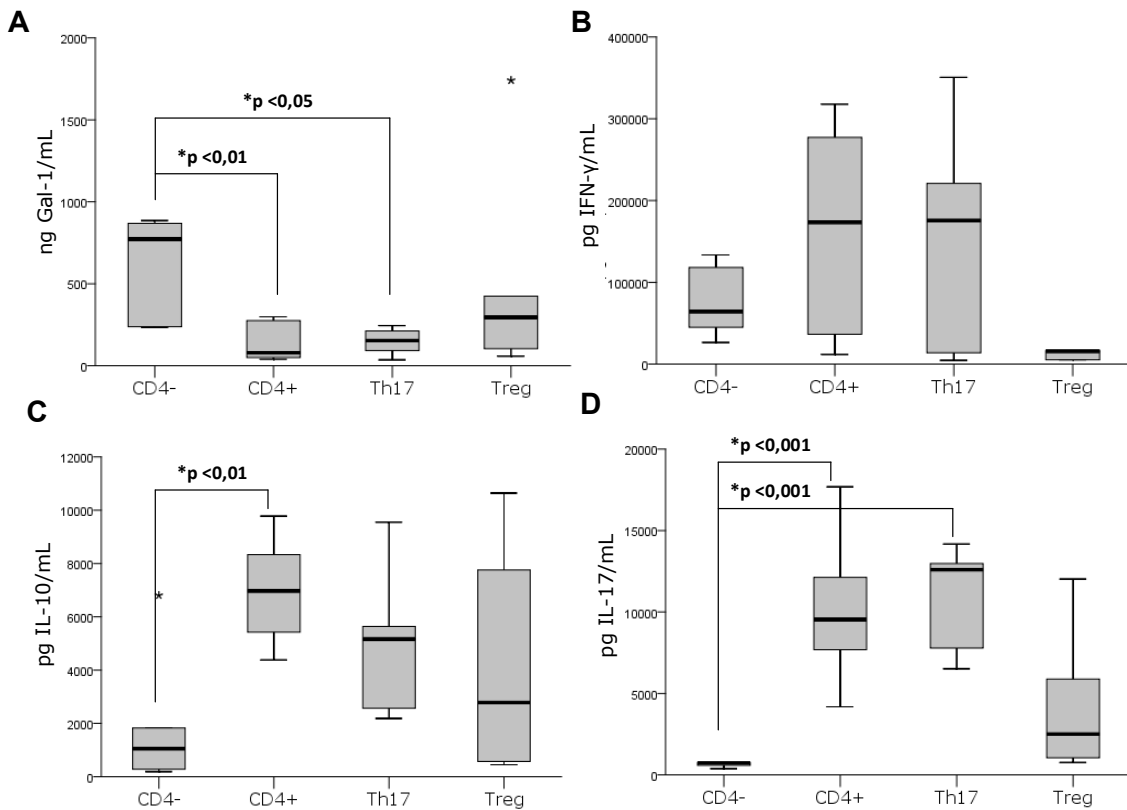 A
ng Gal-1/mL
2000
1500
1000
500
0
*p <0,05
*p <0,01
*
CD4-
CD4+
Th17
Treg
B
pg IFN-γ/mL
400000
300000
200000
100000
0
CD4-
CD4+
Th17
Treg
C
pg IL-10/mL
12000
10000
8000
6000
4000
2000
0
*p <0,01
*
CD4-
CD4+
Th17
Treg
D
pg IL-17/mL
20000
15000
10000
5000
0
*p <0,001
*p <0,001
CD4-
CD4+
Th17
Treg